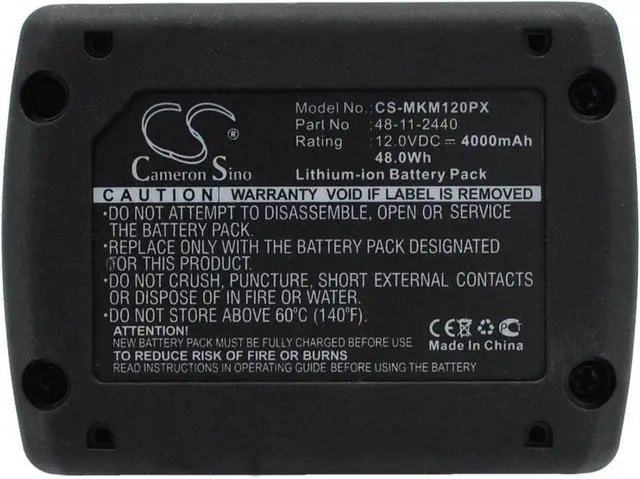 CS
®
Cameron Sino
Model No.: CS-MKM120PX
Part No : 48-11-2440
Rating : 12.0VDC ⎓ 4000mAh
48.0Wh
Lithium-ion Battery Pack
CAUTION WARRANTY VOID IF LABEL IS REMOVED
•DO NOT ATTEMPT TO DISASSEMBLE, OPEN OR SERVICE
THE BATTERY PACK.
•REPLACE ONLY WITH THE BATTERY PACK DESIGNATED
FOR THIS PRODUCT.
•DO NOT CRUSH, PUNCTURE, SHORT EXTERNAL CONTACTS
OR DISPOSE OF IN FIRE OR WATER.
•DO NOT STORE ABOVE 60°C (140°F).
ATTENTION:
NEW BATTERY PACK MUST BE FULLY CHARGED BEFORE USE
TO REDUCE RISK OF FIRE OR BURNS
READ INSTRUCTIONS IN OPERATING GUIDE BEFORE USING BATTERY
CE
Made In China